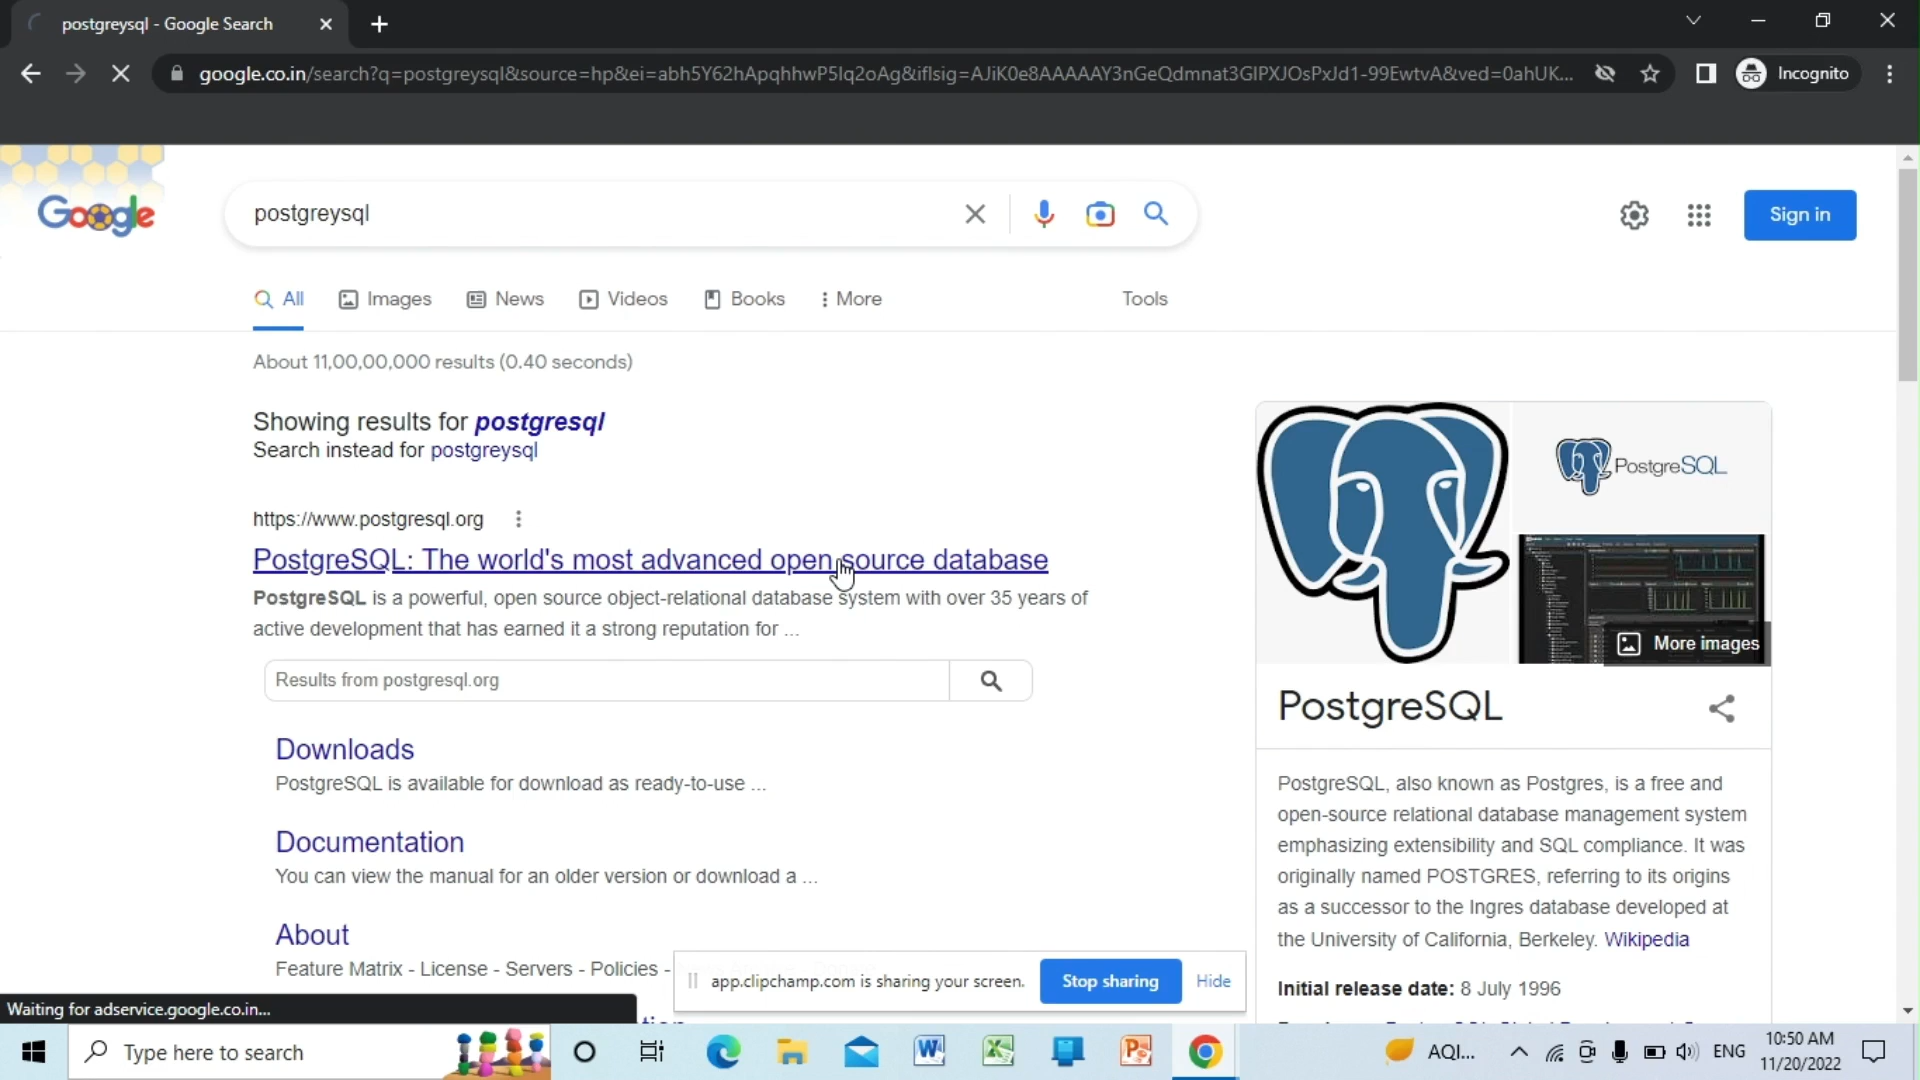 postgreysql - Google Search
google.co.in/search?q=postgreysql&source=hp&ei=abh5Y62hApqhhwP5Iq2oAg&iflsig=AJiK0e8AAAAAY3nGeQdmnat3GIPXJOsPxJd1-99EwtvA&ved=0ahUK...
Incognito
Google
postgreysql
Sign in
All
Images
News
Videos
Books
More
Tools
About 11,00,00,000 results (0.40 seconds)
Showing results for postgresql
Search instead for postgreysql
https://www.postgresql.org
PostgreSQL: The world's most advanced open source database
PostgreSQL is a powerful, open source object-relational database system with over 35 years of
active development that has earned it a strong reputation for ...
Results from postgresql.org
Downloads
PostgreSQL is available for download as ready-to-use ...
Documentation
You can view the manual for an older version or download a ...
About
Feature Matrix - License - Servers - Policies -
PostgreSQL
More images
PostgreSQL
PostgreSQL, also known as Postgres, is a free and
open-source relational database management system
emphasizing extensibility and SQL compliance. It was
originally named POSTGRES, referring to its origins
as a successor to the Ingres database developed at
the University of California, Berkeley. Wikipedia
Initial release date: 8 July 1996
app.clipchamp.com is sharing your screen.
Stop sharing
Hide
Waiting for adservice.google.co.in...
Type here to search
AQI...
ENG
10:50 AM
11/20/2022